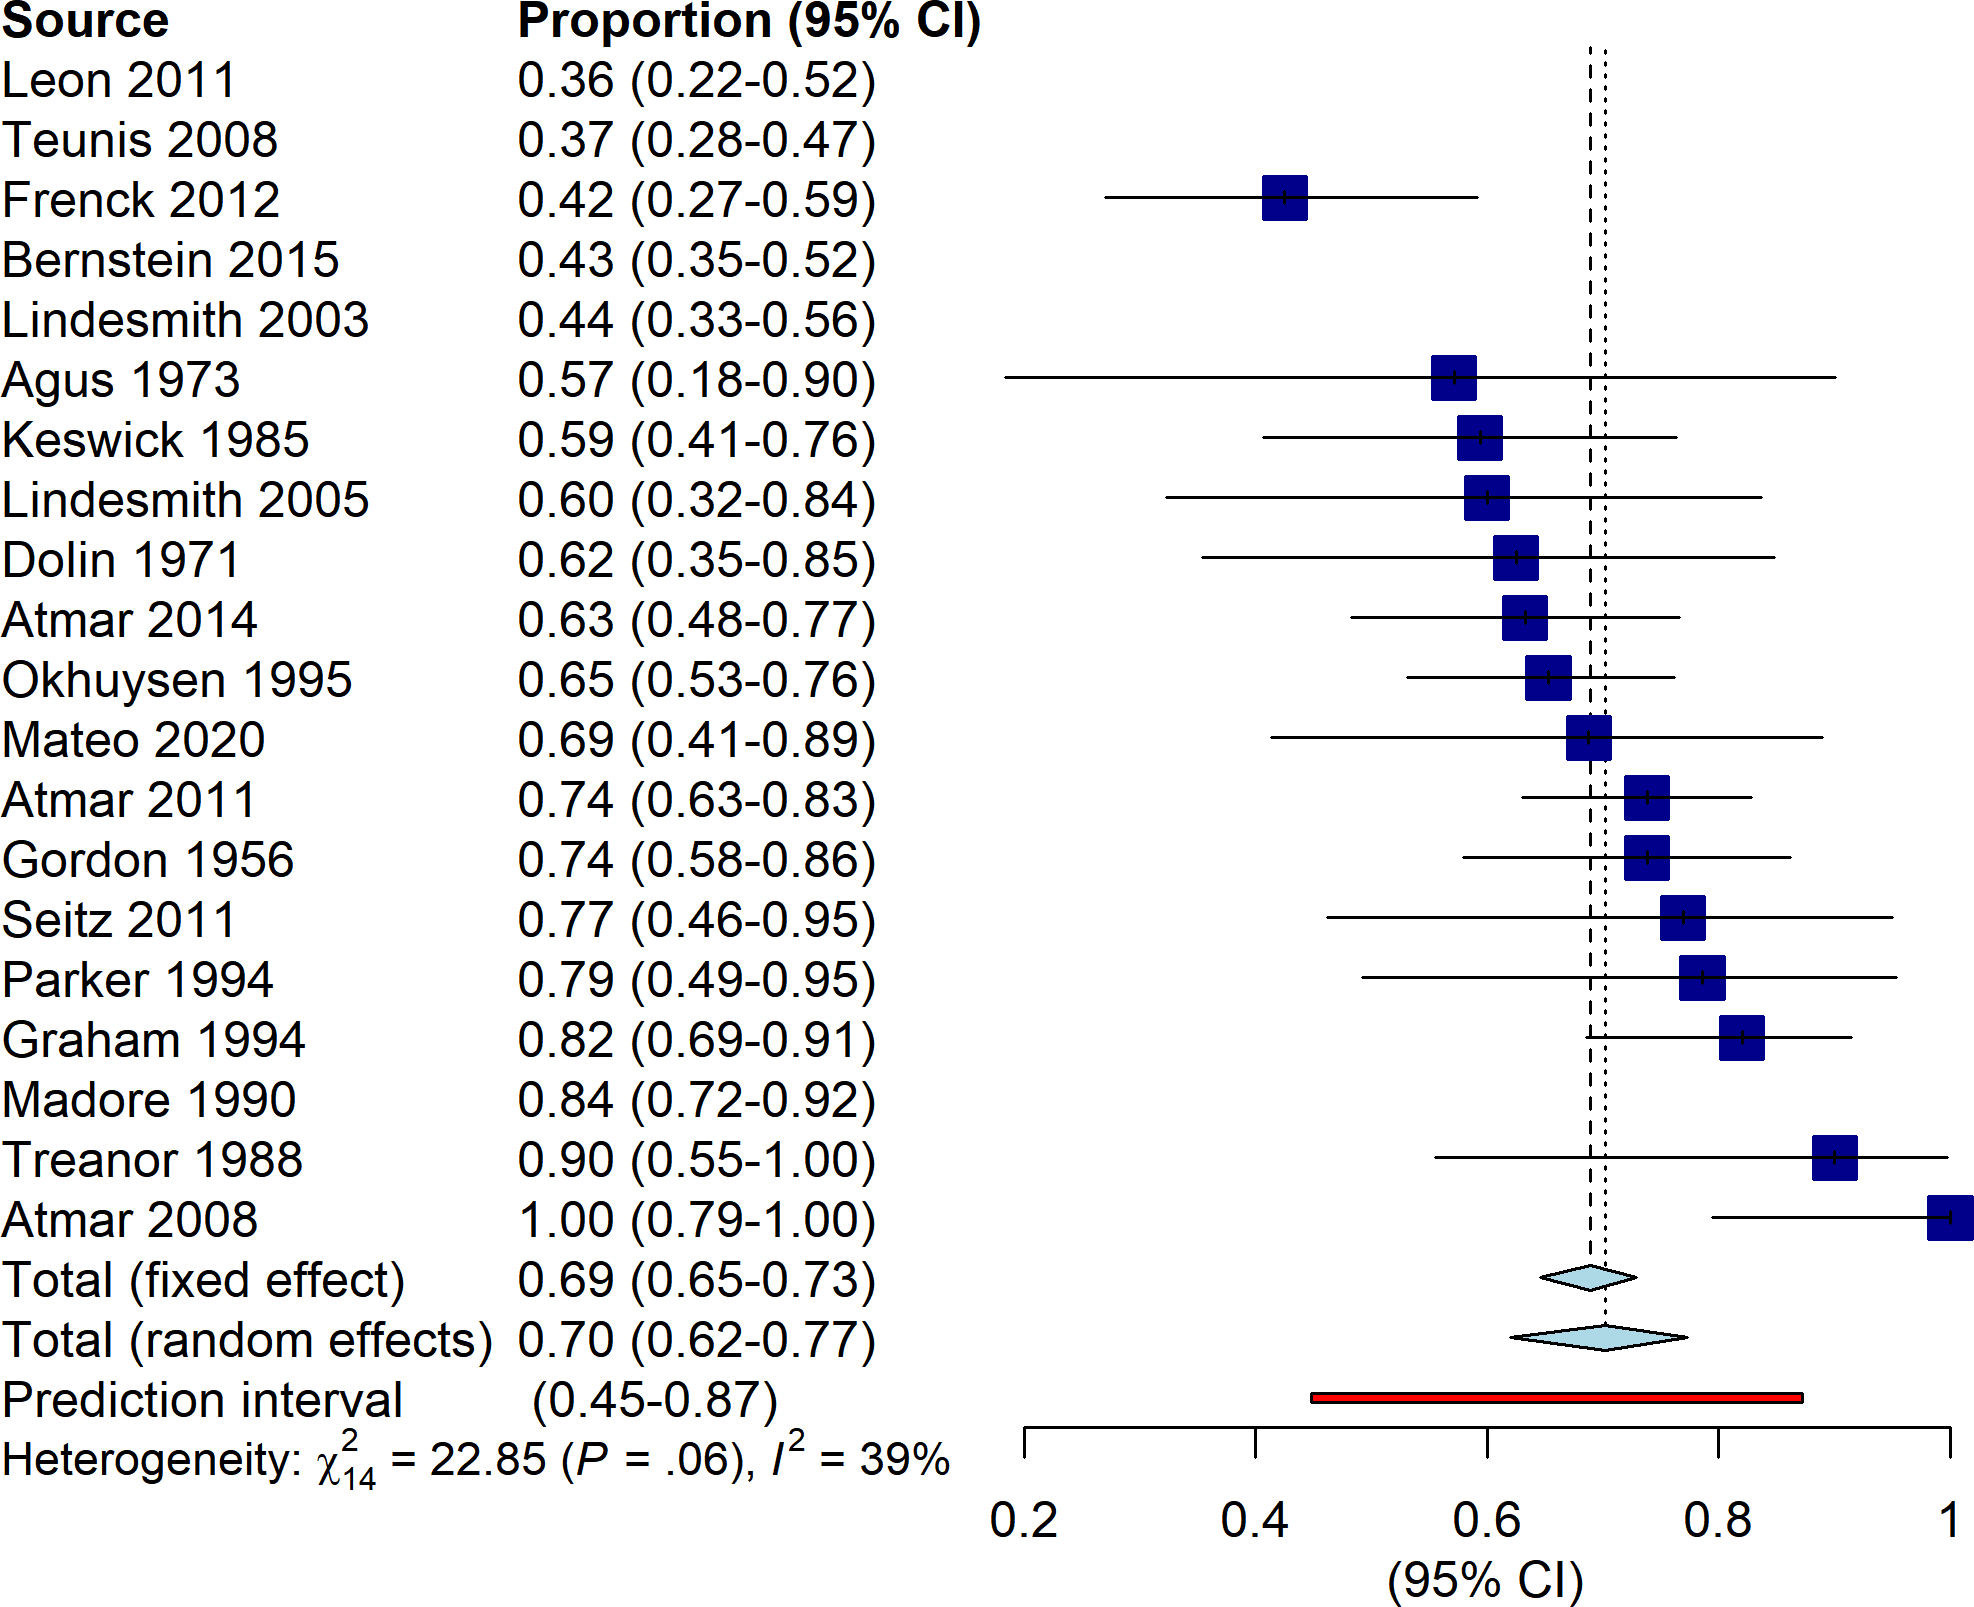 Source Proportion (95% CI)
Leon 2011 0.36 (0.22-0.52)
Teunis 2008 0.37 (0.28-0.47)
Frenck 2012 0.42 (0.27-0.59)
Bernstein 2015 0.43 (0.35-0.52)
Lindesmith 2003 0.44 (0.33-0.56)
Agus 1973 0.57 (0.18-0.90)
Keswick 1985 0.59 (0.41-0.76)
Lindesmith 2005 0.60 (0.32-0.84)
Dolin 1971 0.62 (0.35-0.85)
Atmar 2014 0.63 (0.48-0.77)
Okhuysen 1995 0.65 (0.53-0.76)
Mateo 2020 0.69 (0.41-0.89)
Atmar 2011 0.74 (0.63-0.83)
Gordon 1956 0.74 (0.58-0.86)
Seitz 2011 0.77 (0.46-0.95)
Parker 1994 0.79 (0.49-0.95)
Graham 1994 0.82 (0.69-0.91)
Madore 1990 0.84 (0.72-0.92)
Treanor 1988 0.90 (0.55-1.00)
Atmar 2008 1.00 (0.79-1.00)
Total (fixed effect) 0.69 (0.65-0.73)
Total (random effects) 0.70 (0.62-0.77)
Prediction interval (0.45-0.87)
Heterogeneity: χ²₁₄ = 22.85 (P = .06), I² = 39%
0.2 0.4 0.6 0.8 1
(95% CI)